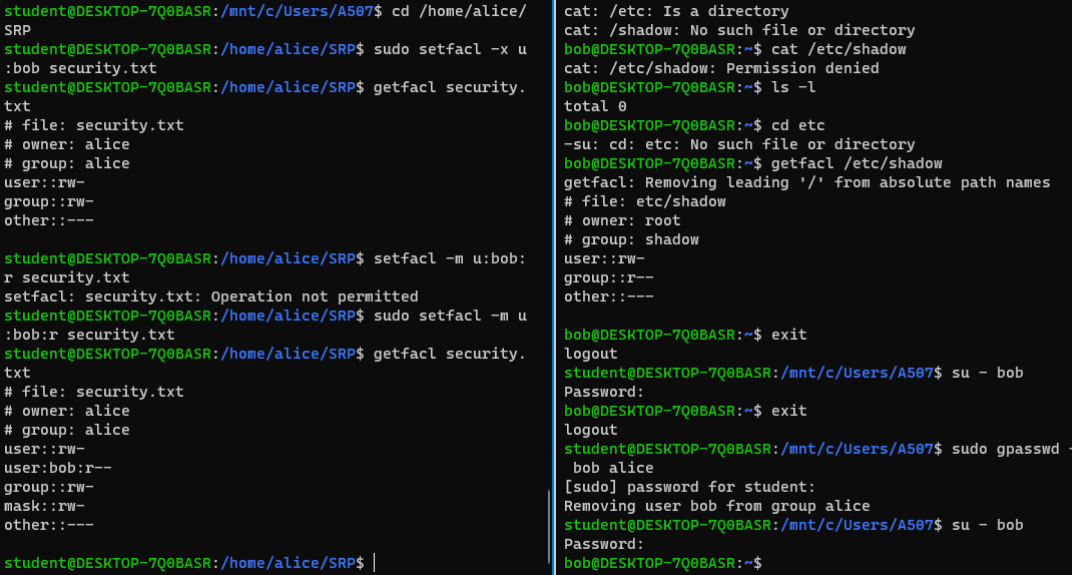 student@DESKTOP-7Q0BASR:/mnt/c/Users/A507$ cd /home/alice/
SRP
student@DESKTOP-7Q0BASR:/home/alice/SRP$ sudo setfacl -x u
:bob security.txt
student@DESKTOP-7Q0BASR:/home/alice/SRP$ getfacl security.
txt
# file: security.txt
# owner: alice
# group: alice
user::rw-
group::rw-
other::---

student@DESKTOP-7Q0BASR:/home/alice/SRP$ setfacl -m u:bob:
r security.txt
setfacl: security.txt: Operation not permitted
student@DESKTOP-7Q0BASR:/home/alice/SRP$ sudo setfacl -m u
:bob:r security.txt
student@DESKTOP-7Q0BASR:/home/alice/SRP$ getfacl security.
txt
# file: security.txt
# owner: alice
# group: alice
user::rw-
user:bob:r--
group::rw-
mask::rw-
other::---

student@DESKTOP-7Q0BASR:/home/alice/SRP$
cat: /etc: Is a directory
cat: /shadow: No such file or directory
bob@DESKTOP-7Q0BASR:~$ cat /etc/shadow
cat: /etc/shadow: Permission denied
bob@DESKTOP-7Q0BASR:~$ ls -l
total 0
bob@DESKTOP-7Q0BASR:~$ cd etc
-su: cd: etc: No such file or directory
bob@DESKTOP-7Q0BASR:~$ getfacl /etc/shadow
getfacl: Removing leading '/' from absolute path names
# file: etc/shadow
# owner: root
# group: shadow
user::rw-
group::r--
other::---

bob@DESKTOP-7Q0BASR:~$ exit
logout
student@DESKTOP-7Q0BASR:/mnt/c/Users/A507$ su - bob
Password:
bob@DESKTOP-7Q0BASR:~$ exit
logout
student@DESKTOP-7Q0BASR:/mnt/c/Users/A507$ sudo gpasswd -
bob alice
[sudo] password for student:
Removing user bob from group alice
student@DESKTOP-7Q0BASR:/mnt/c/Users/A507$ su - bob
Password:
bob@DESKTOP-7Q0BASR:~$